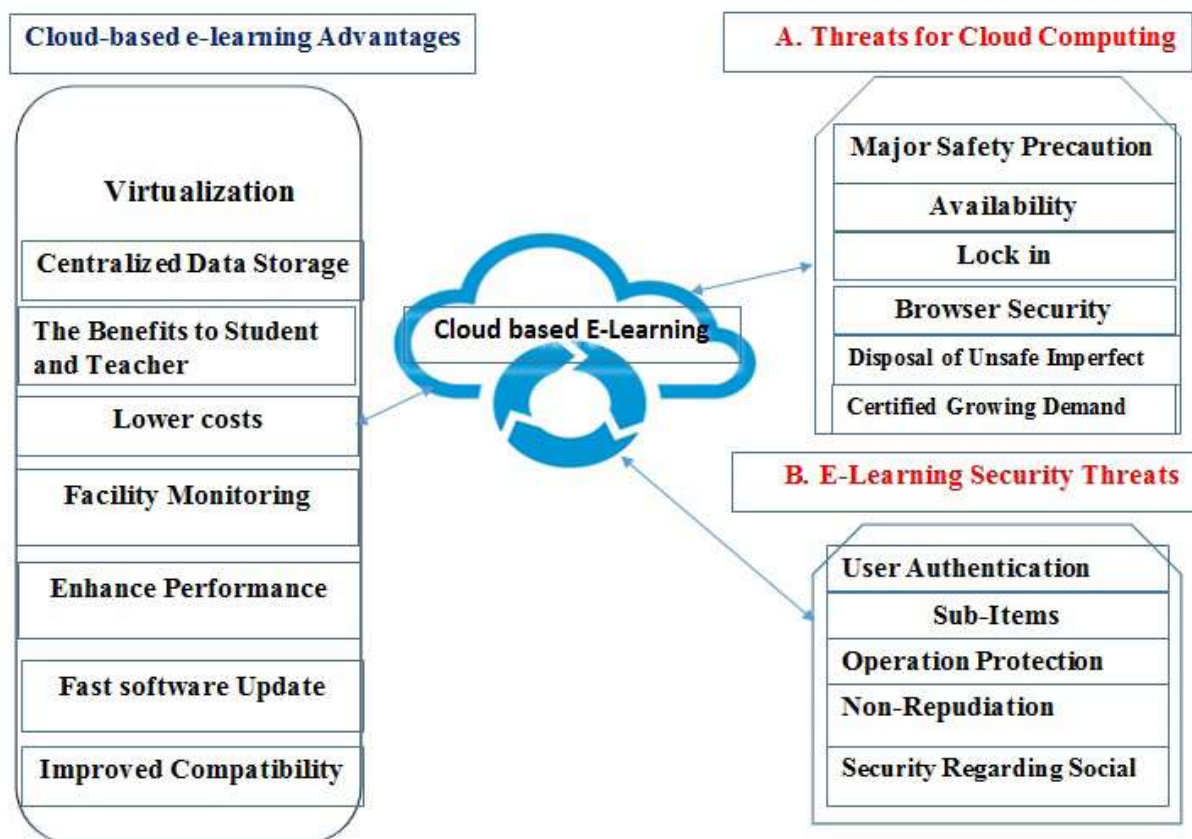 Cloud-based e-learning Advantages
Virtualization
Centralized Data Storage
The Benefits to Student
and Teacher
Lower costs
Facility Monitoring
Enhance Performance
Fast software Update
Improved Compatibility
Cloud based E-Learning
A. Threats for Cloud Computing
Major Safety Precaution
Availability
Lock in
Browser Security
Disposal of Unsafe Imperfect
Certified Growing Demand
B. E-Learning Security Threats
User Authentication
Sub-Items
Operation Protection
Non-Repudiation
Security Regarding Social